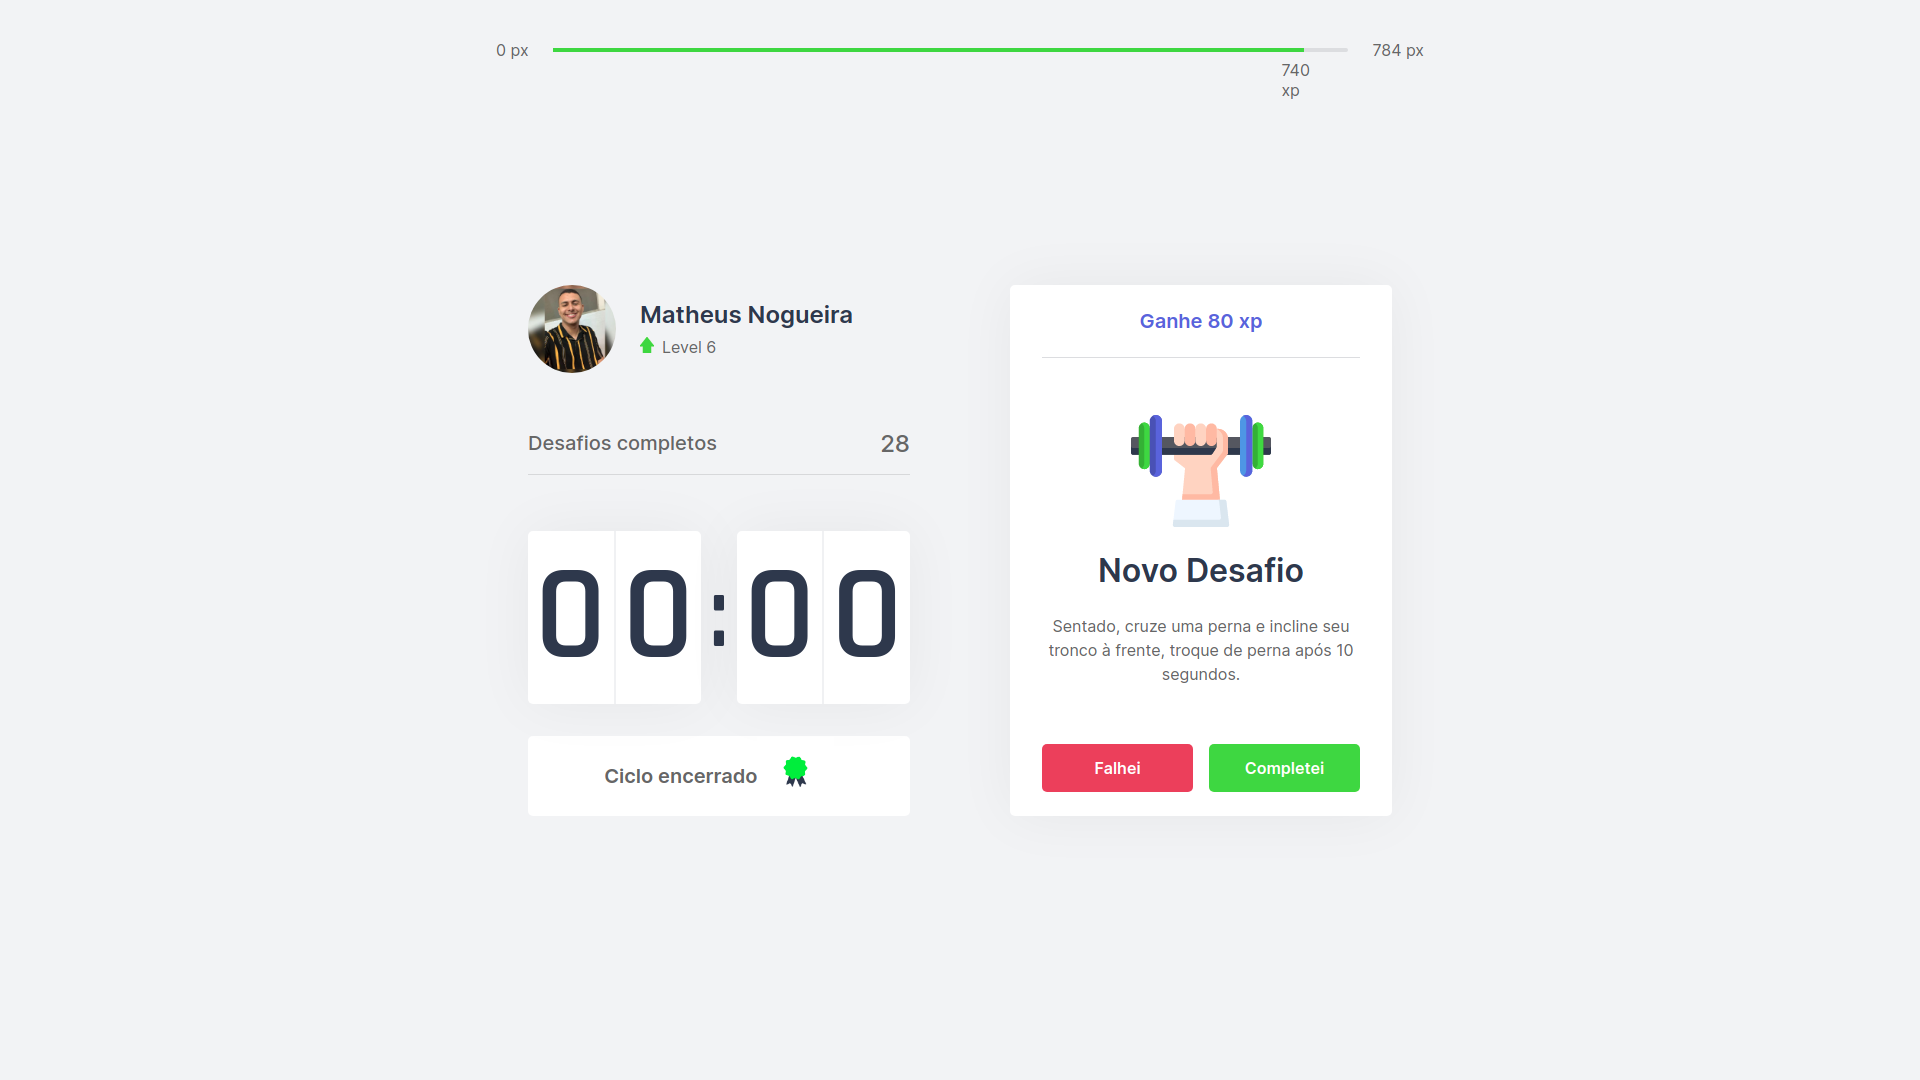 0 px
784 px
740
xp
Matheus Nogueira
Level 6
Desafios completos
28
00:00
Ciclo encerrado
Ganhe 80 xp
Novo Desafio
Sentado, cruze uma perna e incline seu
tronco à frente, troque de perna após 10
segundos.
Falhei
Completei